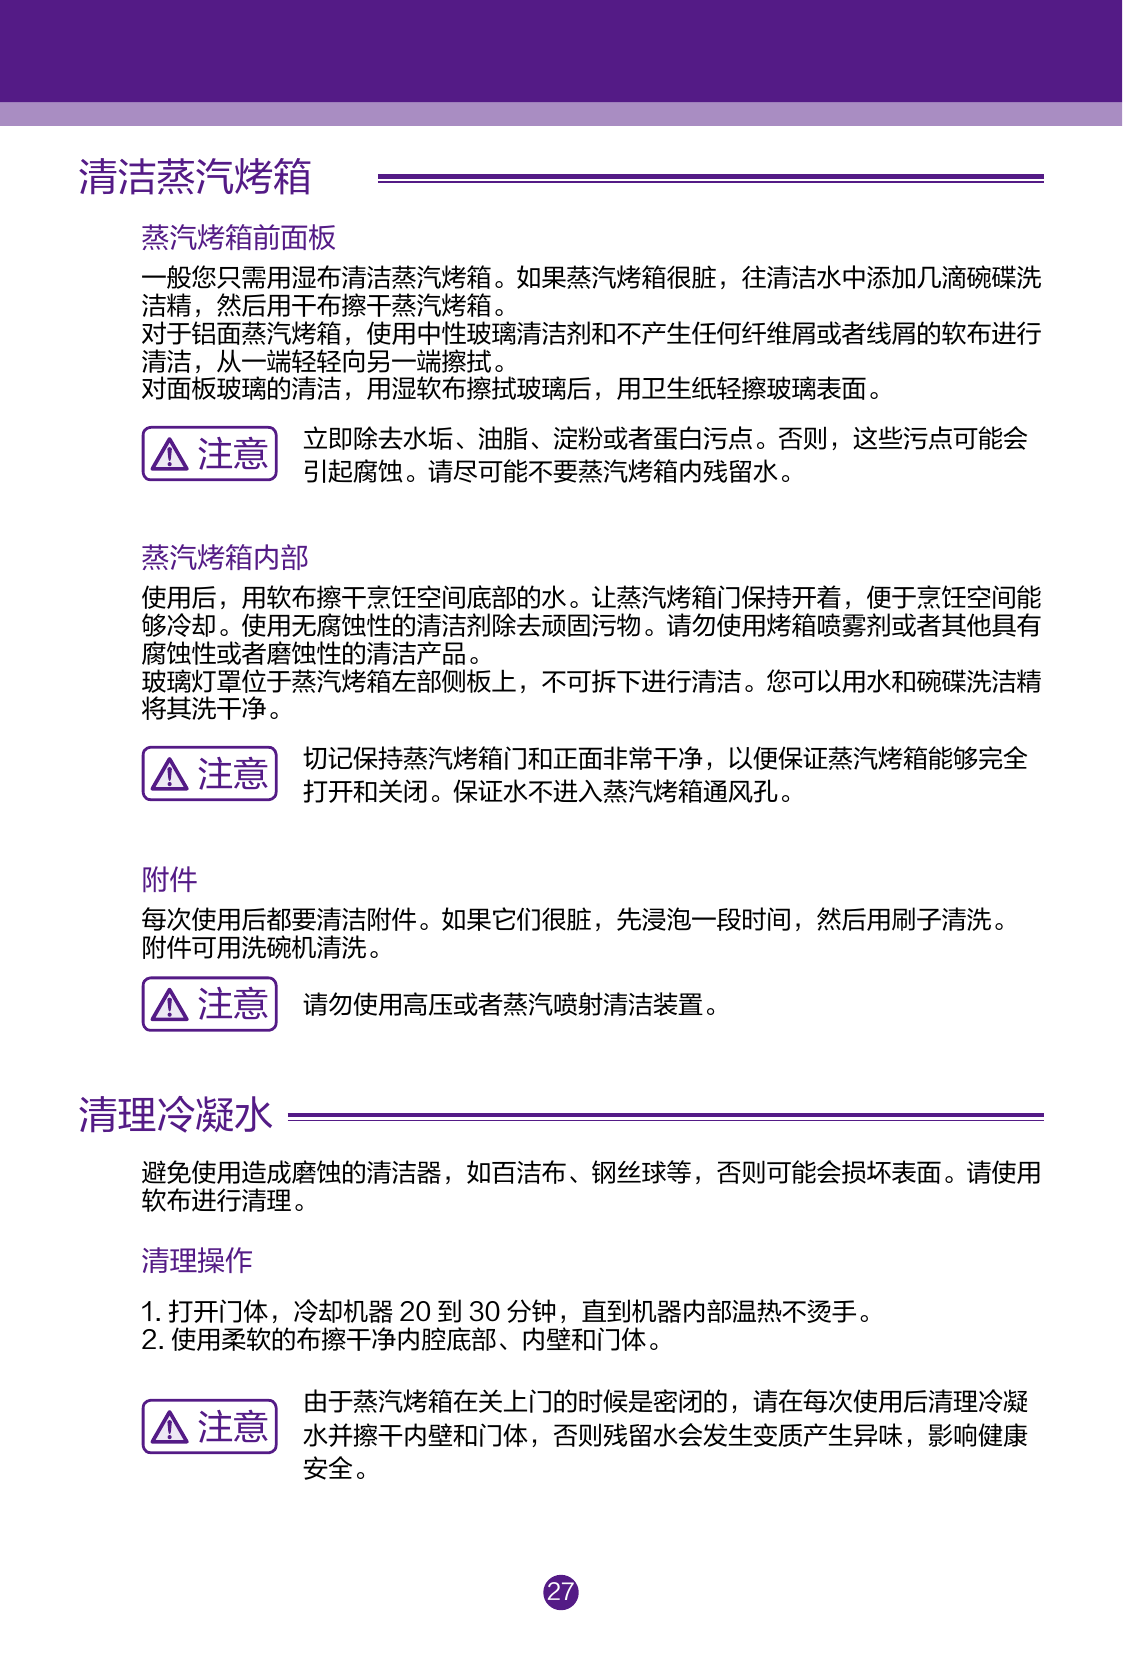 清洁蒸汽烤箱
蒸汽烤箱前面板
一般您只需用湿布清洁蒸汽烤箱。如果蒸汽烤箱很脏，往清洁水中添加几滴碗碟洗
洁精，然后用干布擦干蒸汽烤箱。
对于铝面蒸汽烤箱，使用中性玻璃清洁剂和不产生任何纤维屑或者线屑的软布进行
清洁，从一端轻轻向另一端擦拭。
对面板玻璃的清洁，用湿软布擦拭玻璃后，用卫生纸轻擦玻璃表面。
注意
立即除去水垢、油脂、淀粉或者蛋白污点。否则，这些污点可能会
引起腐蚀。请尽可能不要蒸汽烤箱内残留水。
蒸汽烤箱内部
使用后，用软布擦干烹饪空间底部的水。让蒸汽烤箱门保持开着，便于烹饪空间能
够冷却。使用无腐蚀性的清洁剂除去顽固污物。请勿使用烤箱喷雾剂或者其他具有
腐蚀性或者磨蚀性的清洁产品。
玻璃灯罩位于蒸汽烤箱左部侧板上，不可拆下进行清洁。您可以用水和碗碟洗洁精
将其洗干净。
注意
切记保持蒸汽烤箱门和正面非常干净，以便保证蒸汽烤箱能够完全
打开和关闭。保证水不进入蒸汽烤箱通风孔。
附件
每次使用后都要清洁附件。如果它们很脏，先浸泡一段时间，然后用刷子清洗。
附件可用洗碗机清洗。
注意
请勿使用高压或者蒸汽喷射清洁装置。
清理冷凝水
避免使用造成磨蚀的清洁器，如百洁布、钢丝球等，否则可能会损坏表面。请使用
软布进行清理。
清理操作
1. 打开门体，冷却机器 20 到 30 分钟，直到机器内部温热不烫手。
2. 使用柔软的布擦干净内腔底部、内壁和门体。
注意
由于蒸汽烤箱在关上门的时候是密闭的，请在每次使用后清理冷凝
水并擦干内壁和门体，否则残留水会发生变质产生异味，影响健康
安全。
27